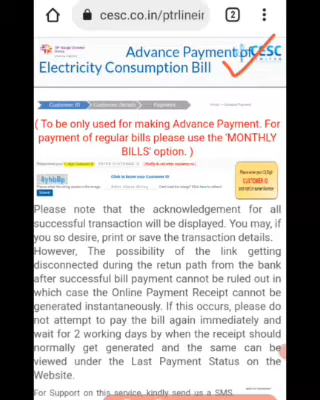 cesc.co.in/ptrlineir
2
Advance Payment of
CESC
LIMITED
Electricity Consumption Bill
Customer ID
Customer Details
Payment
( To be only used for making Advance Payment. For
payment of regular bills please use the 'MONTHLY
BILLS' option. )
CUSTOMER ID
Click to know your Customer ID
Please note that the acknowledgement for all
successful transaction will be displayed. You may, if
you so desire, print or save the transaction details.
However, The possibility of the link getting
disconnected during the retun path from the bank
after successful bill payment cannot be ruled out in
which case the Online Payment Receipt cannot be
generated instantaneously. If this occurs, please do
not attempt to pay the bill again immediately and
wait for 2 working days by when the receipt should
normally get generated and the same can be
viewed under the Last Payment Status on the
Website.
For Support on this service, kindly send us a SMS.